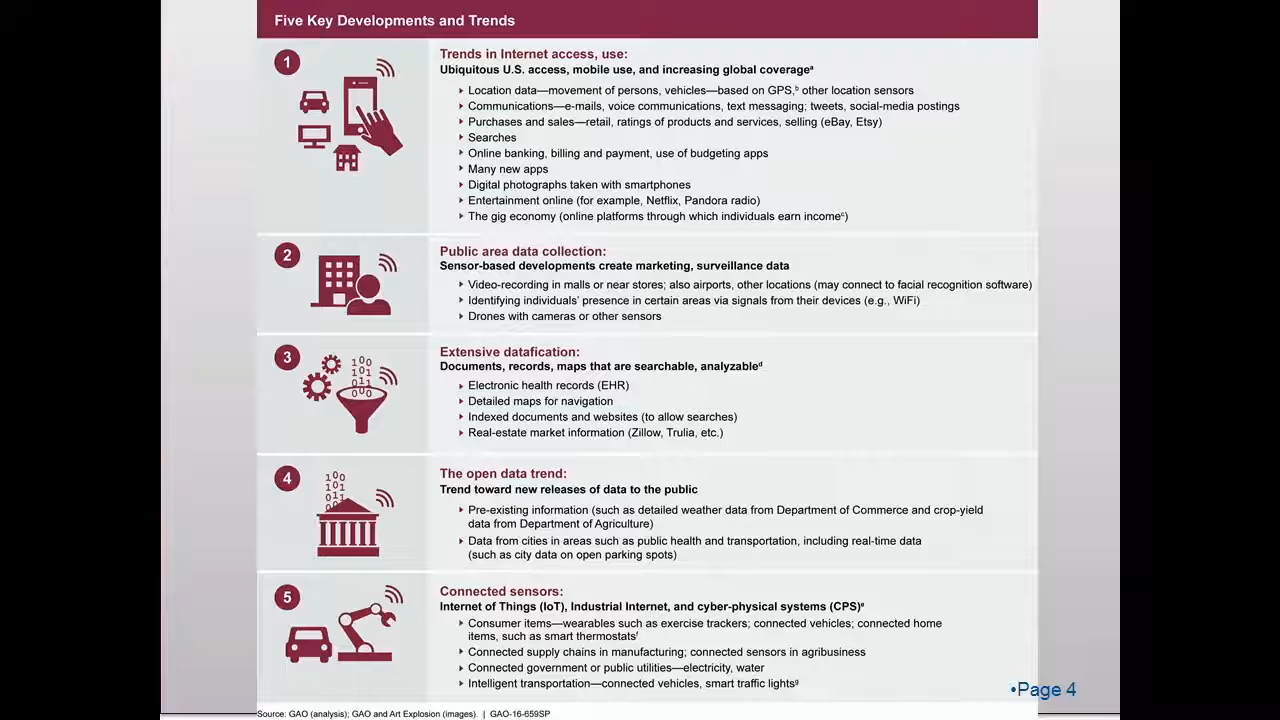 Five Key Developments and Trends
1
Trends in Internet access, use:
Ubiquitous U.S. access, mobile use, and increasing global coverageᵃ
Location data—movement of persons, vehicles—based on GPS,ᵇ other location sensors
Communications—e-mails, voice communications, text messaging; tweets, social-media postings
Purchases and sales—retail, ratings of products and services, selling (eBay, Etsy)
Searches
Online banking, billing and payment, use of budgeting apps
Many new apps
Digital photographs taken with smartphones
Entertainment online (for example, Netflix, Pandora radio)
The gig economy (online platforms through which individuals earn incomeᶜ)
2
Public area data collection:
Sensor-based developments create marketing, surveillance data
Video-recording in malls or near stores; also airports, other locations (may connect to facial recognition software)
Identifying individuals’ presence in certain areas via signals from their devices (e.g., WiFi)
Drones with cameras or other sensors
3
Extensive datafication:
Documents, records, maps that are searchable, analyzableᵈ
Electronic health records (EHR)
Detailed maps for navigation
Indexed documents and websites (to allow searches)
Real-estate market information (Zillow, Trulia, etc.)
4
The open data trend:
Trend toward new releases of data to the public
Pre-existing information (such as detailed weather data from Department of Commerce and crop-yield
data from Department of Agriculture)
Data from cities in areas such as public health and transportation, including real-time data
(such as city data on open parking spots)
5
Connected sensors:
Internet of Things (IoT), Industrial Internet, and cyber-physical systems (CPS)ᵉ
Consumer items—wearables such as exercise trackers; connected vehicles; connected home
items, such as smart thermostatsᶠ
Connected supply chains in manufacturing; connected sensors in agribusiness
Connected government or public utilities—electricity, water
Intelligent transportation—connected vehicles, smart traffic lightsᵍ
•Page 4
Source: GAO (analysis); GAO and Art Explosion (images). | GAO-16-659SP